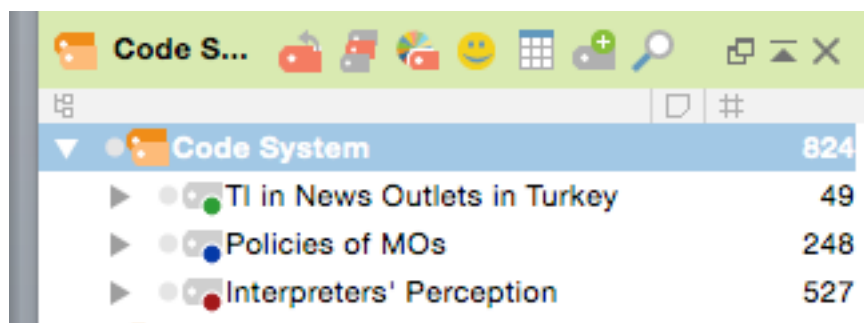 Code S...
#
Code System 824
TI in News Outlets in Turkey 49
Policies of MOs 248
Interpreters' Perception 527